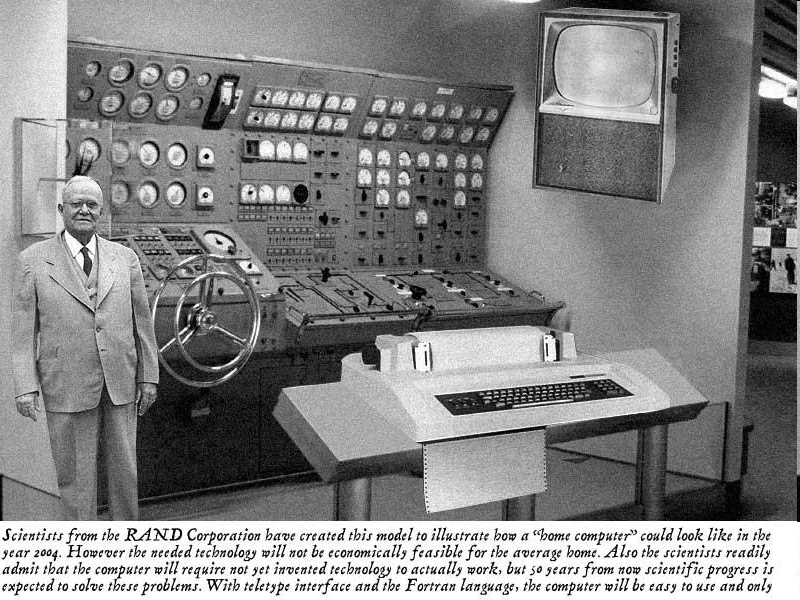 Scientists from the RAND Corporation have created this model to illustrate how a "home computer" could look like in the
year 2004. However the needed technology will not be economically feasible for the average home. Also the scientists readily
admit that the computer will require not yet invented technology to actually work, but 50 years from now scientific progress is
expected to solve these problems. With teletype interface and the Fortran language, the computer will be easy to use and only